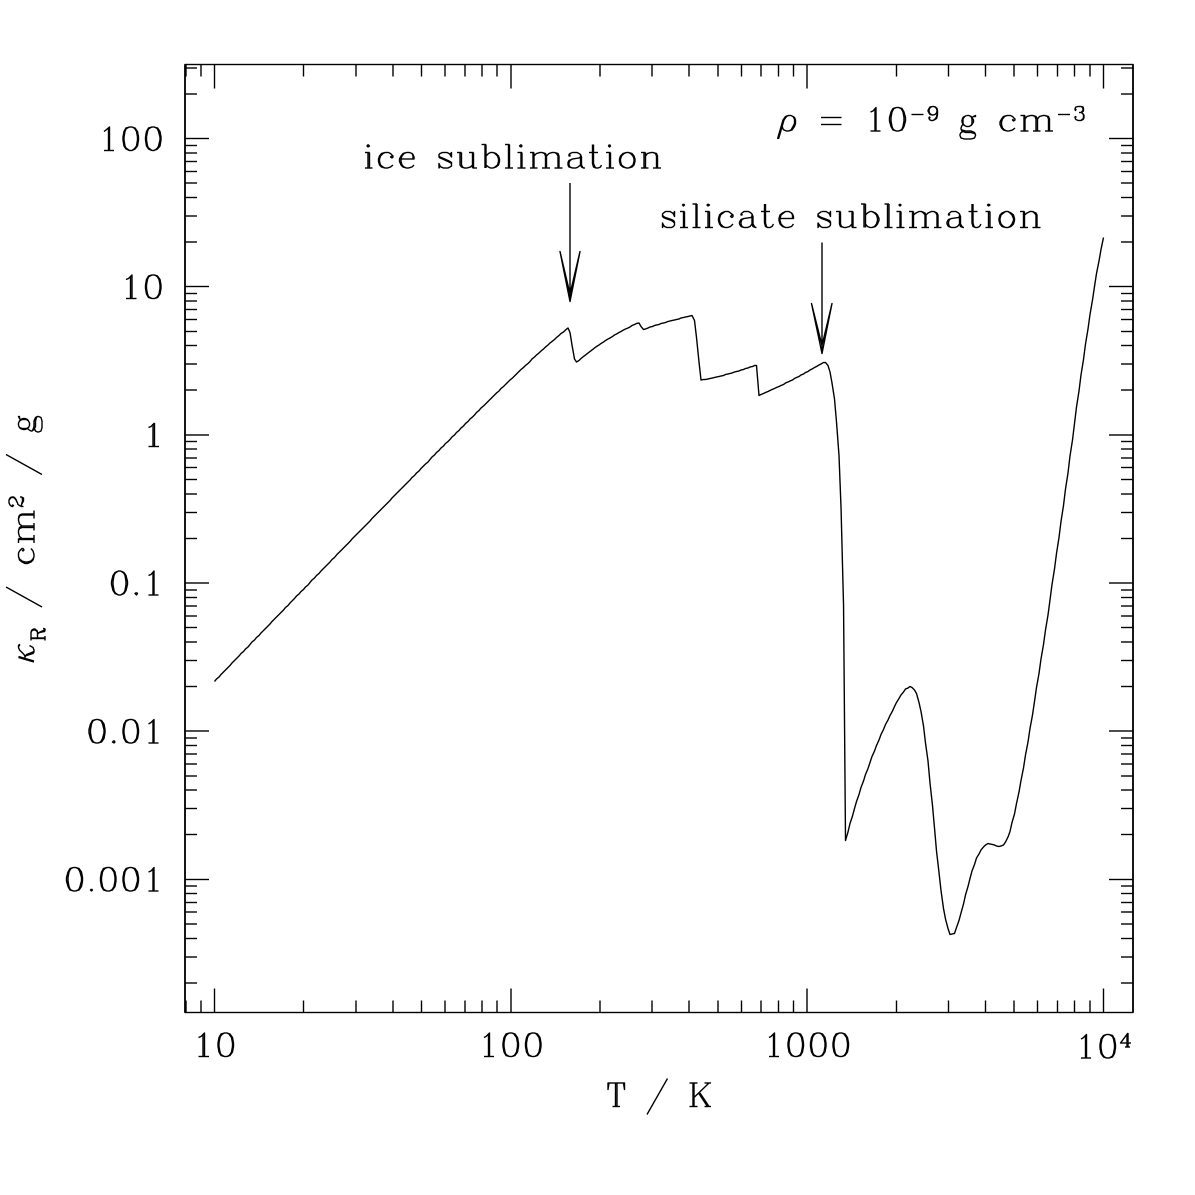 ρ = 10⁻⁹ g cm⁻³
ice sublimation
silicate sublimation
100
10
1
0.1
0.01
0.001
κ_R / cm² / g
10 100 1000 10⁴
T / K